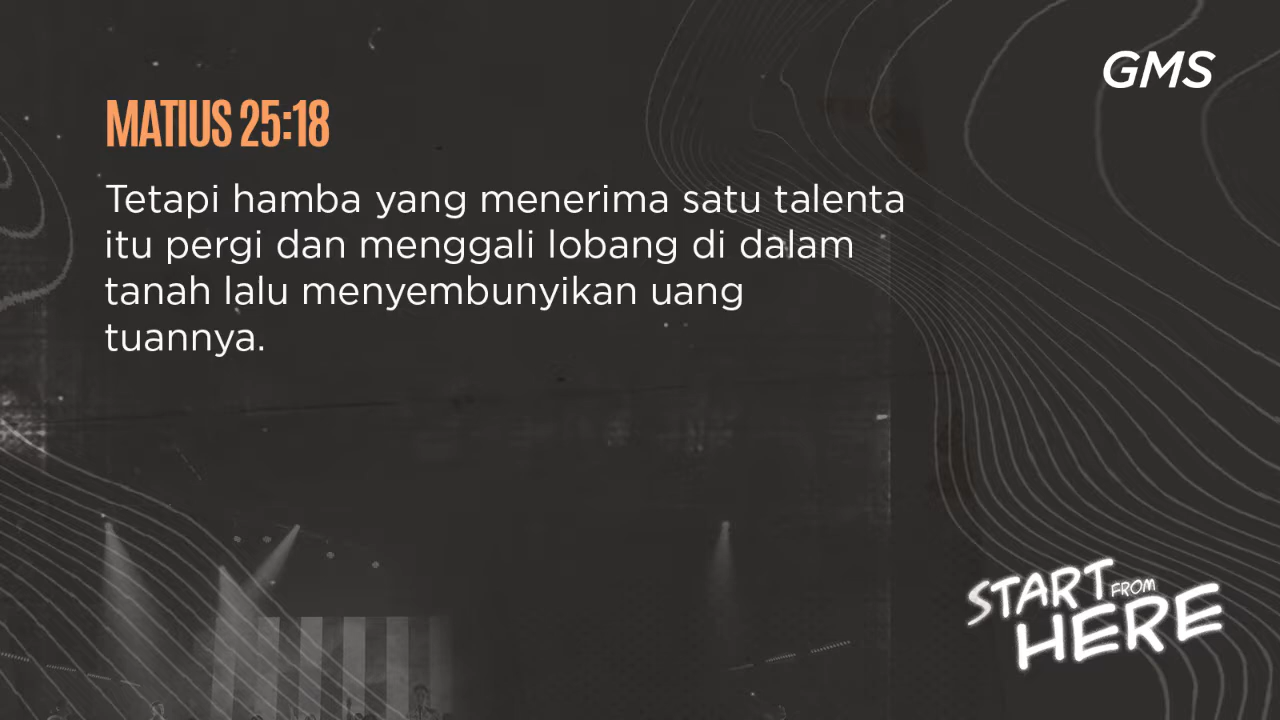 GMS
MATIUS 25:18
Tetapi hamba yang menerima satu talenta
itu pergi dan menggali lobang di dalam
tanah lalu menyembunyikan uang
tuannya.
START FROM
HERE